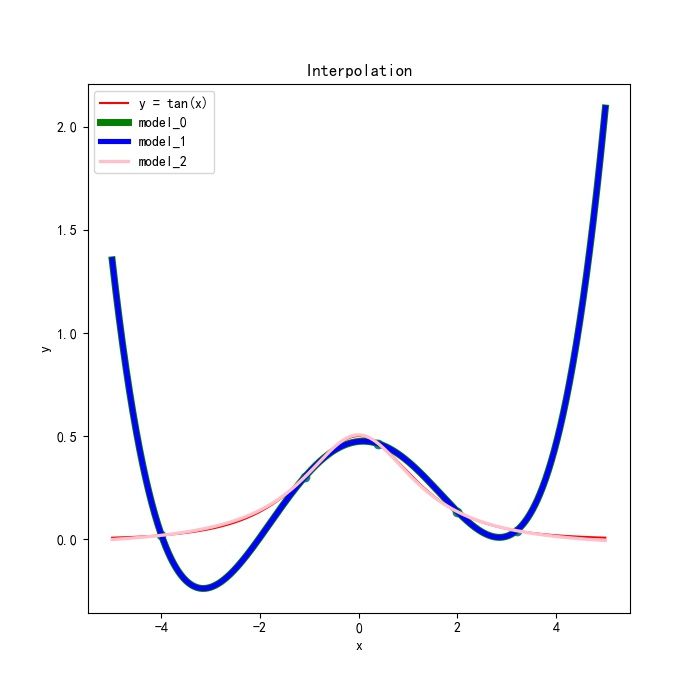 Interpolation
y = tan(x)
model_0
model_1
model_2
2.0
1.5
1.0
0.5
0.0
y
−4 −2 0 2 4
x